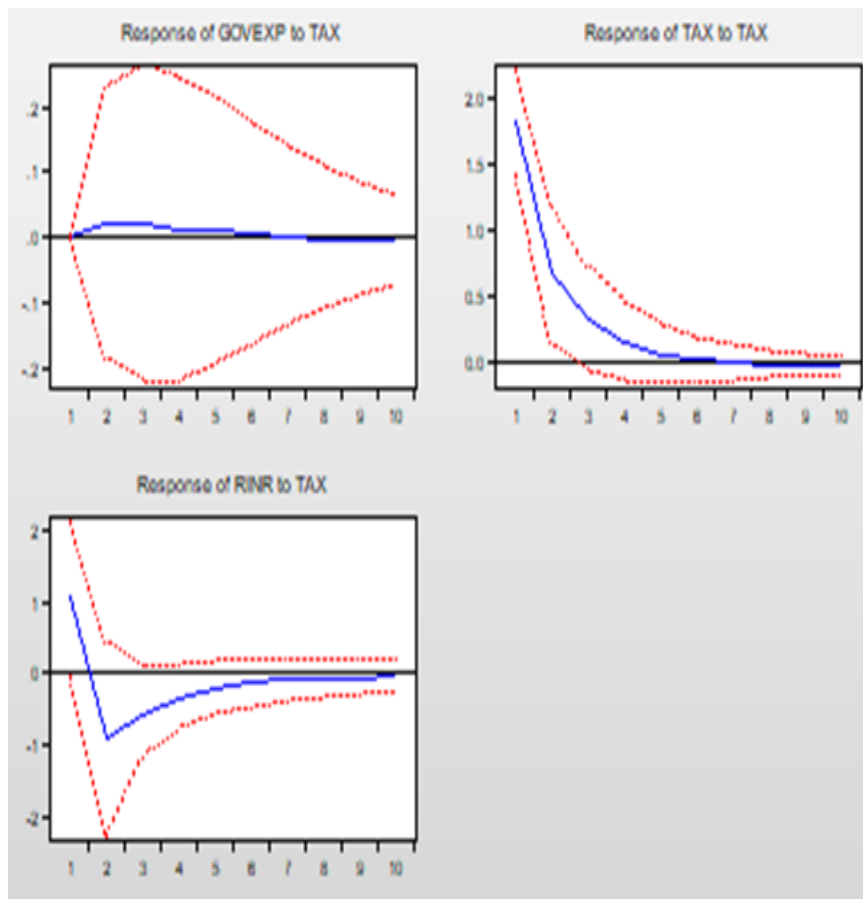 Response of GOVEXP to TAX
.2
.1
.0
-.1
-.2
1 2 3 4 5 6 7 8 9 10
Response of TAX to TAX
2.0
1.5
1.0
0.5
0.0
1 2 3 4 5 6 7 8 9 10
Response of RINR to TAX
2
1
0
-1
-2
1 2 3 4 5 6 7 8 9 10